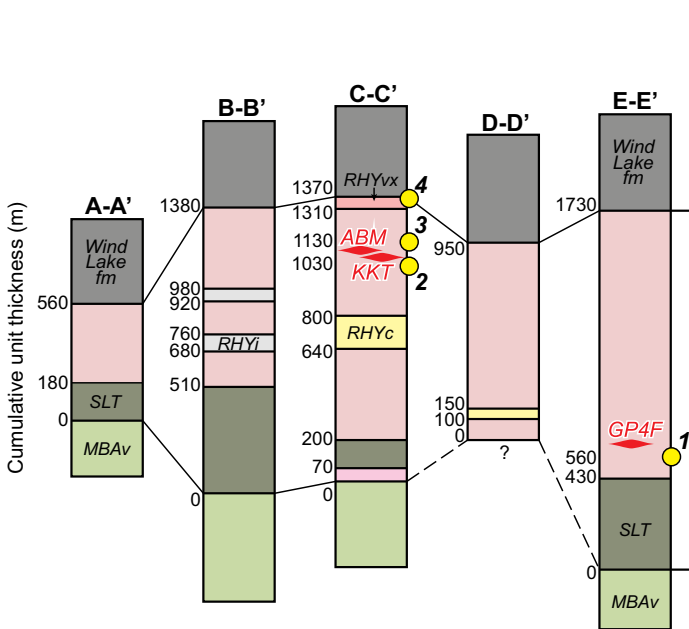 Cumulative unit thickness (m)
A-A’
Wind
Lake
fm
560
180
SLT
0
MBAv
B-B’
1380
980
920
760
RHYi
680
510
0
C-C’
RHYvx
1370
4
1310
3
1130
ABM
1030
KKT
2
800
RHYc
640
200
70
0
D-D’
950
150
100
0
?
E-E’
Wind
Lake
fm
1730
GP4F
1
560
430
SLT
0
MBAv